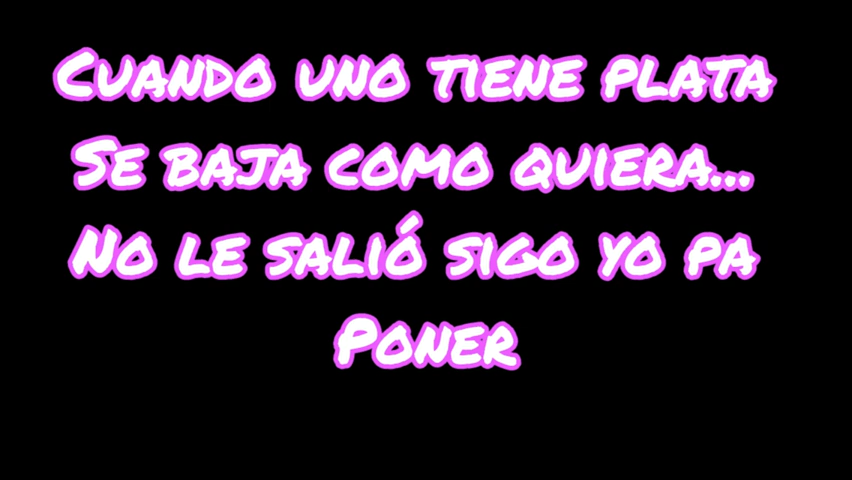 Cuando uno tiene plata
Se baja como quiera...
No le salió sigo yo pa
Poner